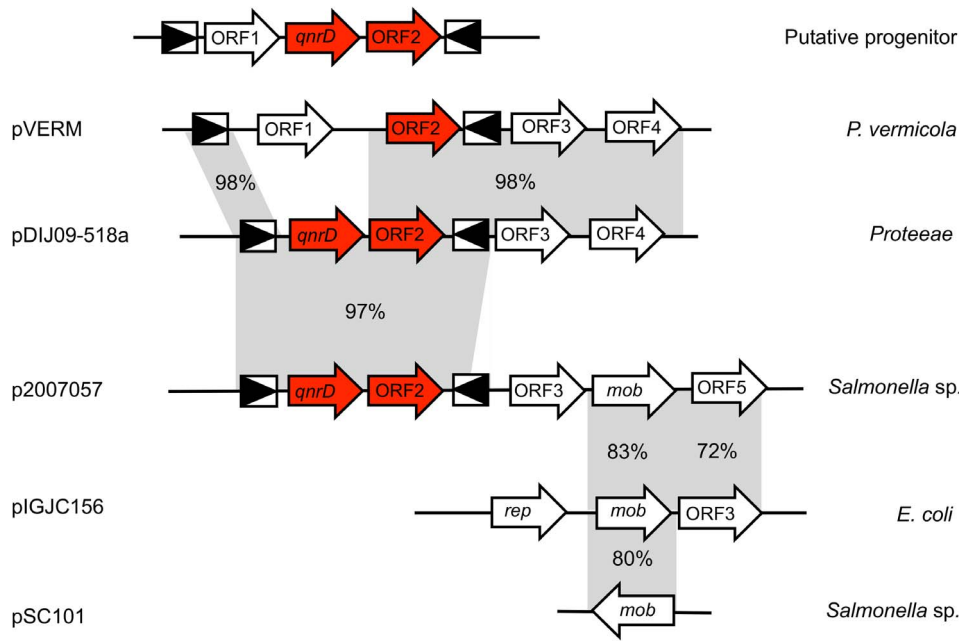 ORF1 qnrD ORF2 Putative progenitor
pVERM ORF1 ORF2 ORF3 ORF4 P. vermicola
98% 98%
pDIJ09-518a qnrD ORF2 ORF3 ORF4 Proteeae
97%
p2007057 qnrD ORF2 ORF3 mob ORF5 Salmonella sp.
83% 72%
pIGJC156 rep mob ORF3 E. coli
80%
pSC101 mob Salmonella sp.